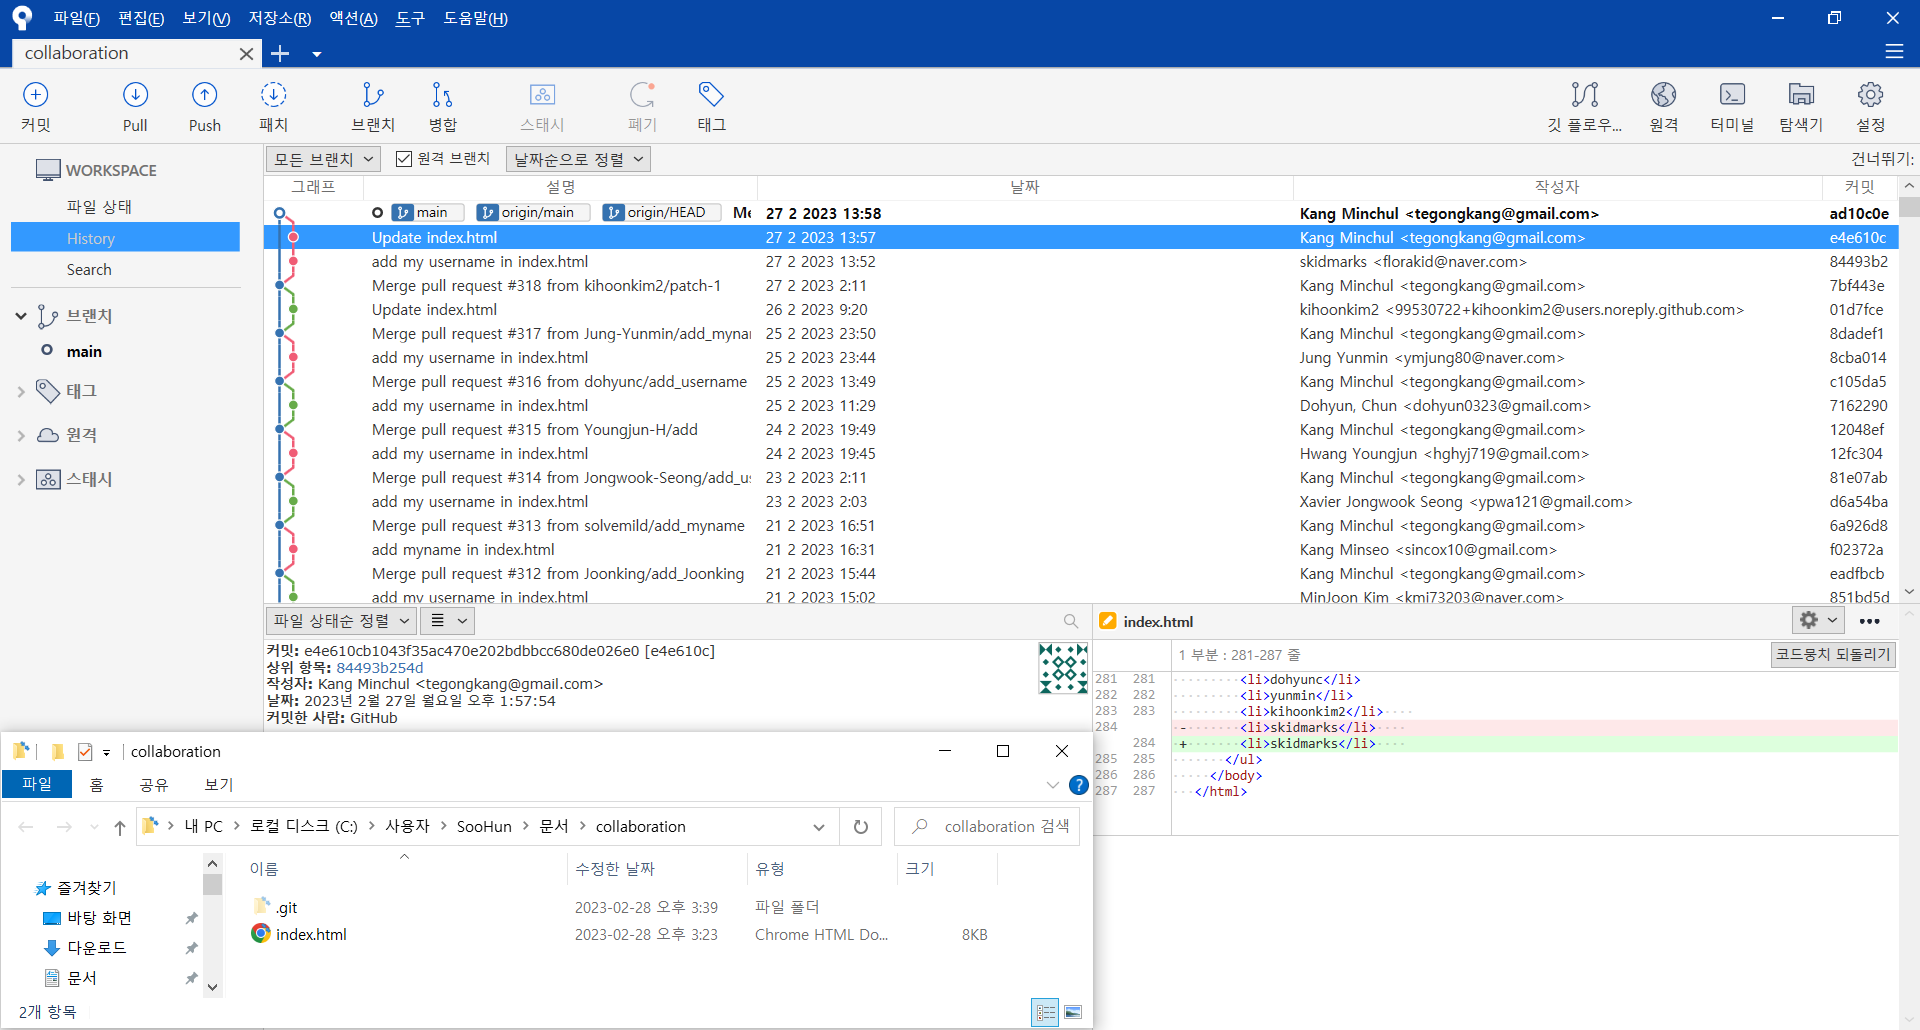 파일(F) 편집(E) 보기(V) 저장소(R) 액션(A) 도구 도움말(H)
collaboration
커밋 Pull Push 패치 브랜치 병합 스태시 폐기 태그 깃 플로우... 원격 터미널 탐색기 설정
WORKSPACE
파일 상태
History
Search
브랜치
main
태그
원격
스태시
모든 브랜치 원격 브랜치 날짜순으로 정렬 건너뛰기:
그래프 설명 날짜 작성자 커밋
main origin/main origin/HEAD Me 27 2 2023 13:58 Kang Minchul <tegongkang@gmail.com> ad10c0e
Update index.html 27 2 2023 13:57 Kang Minchul <tegongkang@gmail.com> e4e610c
add my username in index.html 27 2 2023 13:52 skidmarks <florakid@naver.com> 84493b2
Merge pull request #318 from kihoonkim2/patch-1 27 2 2023 2:11 Kang Minchul <tegongkang@gmail.com> 7bf443e
Update index.html 26 2 2023 9:20 kihoonkim2 <99530722+kihoonkim2@users.noreply.github.com> 01d7fce
Merge pull request #317 from Jung-Yunmin/add_myna 25 2 2023 23:50 Kang Minchul <tegongkang@gmail.com> 8dadef1
add my username in index.html 25 2 2023 23:44 Jung Yunmin <ymjung80@naver.com> 8cba014
Merge pull request #316 from dohyunc/add_username 25 2 2023 13:49 Kang Minchul <tegongkang@gmail.com> c105da5
add my username in index.html 25 2 2023 11:29 Dohyun, Chun <dohyun0323@gmail.com> 7162290
Merge pull request #315 from Youngjun-H/add 24 2 2023 19:49 Kang Minchul <tegongkang@gmail.com> 12048ef
add my username in index.html 24 2 2023 19:45 Hwang Youngjun <hghyj719@gmail.com> 12fc304
Merge pull request #314 from Jongwook-Seong/add_us 23 2 2023 2:11 Kang Minchul <tegongkang@gmail.com> 81e07ab
add my username in index.html 23 2 2023 2:03 Xavier Jongwook Seong <ypwa121@gmail.com> d6a54ba
Merge pull request #313 from solvemild/add_myname 21 2 2023 16:51 Kang Minchul <tegongkang@gmail.com> 6a926d8
add myname in index.html 21 2 2023 16:31 Kang Minseo <sincox10@gmail.com> f02372a
Merge pull request #312 from Joonking/add_Joonking 21 2 2023 15:44 Kang Minchul <tegongkang@gmail.com> eadfbcb
add my username in index.html 21 2 2023 15:02 MinJoon Kim <kmj73203@naver.com> 851bd5d
파일 상태순 정렬
커밋: e4e610cb1043f35ac470e202bdbbcc680de026e0 [e4e610c]
상위 항목: 84493b254d
작성자: Kang Minchul <tegongkang@gmail.com>
날짜: 2023년 2월 27일 월요일 오후 1:57:54
커밋한 사람: GitHub
index.html
1 부분 : 281-287 줄 코드뭉치 되돌리기
281 281 <li>dohyunc</li>
282 282 <li>yunmin</li>
283 283 <li>kihoonkim2</li>
284 - <li>skidmarks</li>
284 + <li>skidmarks</li>
285 285 </ul>
286 286 </body>
287 287 </html>
collaboration
파일 홈 공유 보기
내 PC 로컬 디스크 (C:) 사용자 SooHun 문서 collaboration collaboration 검색
즐겨찾기
바탕 화면
다운로드
문서
이름 수정한 날짜 유형 크기
.git 2023-02-28 오후 3:39 파일 폴더
index.html 2023-02-28 오후 3:23 Chrome HTML Do... 8KB
2개 항목